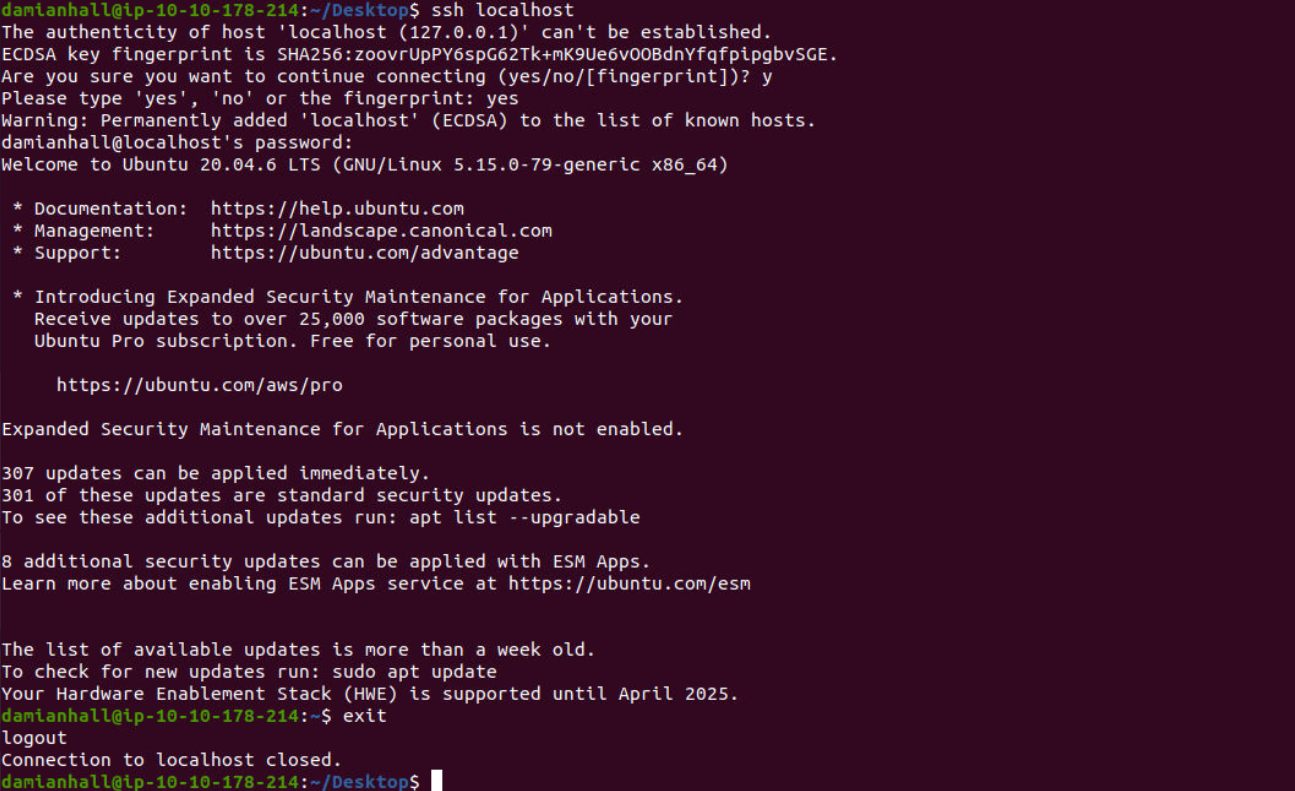 damianhall@ip-10-10-178-214:~/Desktop$ ssh localhost
The authenticity of host 'localhost (127.0.0.1)' can't be established.
ECDSA key fingerprint is SHA256:zoovrUpPY6spG62Tk+mK9Ue6vOOBdnYfqfpipgbvSGE.
Are you sure you want to continue connecting (yes/no/[fingerprint])? y
Please type 'yes', 'no' or the fingerprint: yes
Warning: Permanently added 'localhost' (ECDSA) to the list of known hosts.
damianhall@localhost's password:
Welcome to Ubuntu 20.04.6 LTS (GNU/Linux 5.15.0-79-generic x86_64)

 * Documentation:  https://help.ubuntu.com
 * Management:     https://landscape.canonical.com
 * Support:        https://ubuntu.com/advantage

 * Introducing Expanded Security Maintenance for Applications.
   Receive updates to over 25,000 software packages with your
   Ubuntu Pro subscription. Free for personal use.

     https://ubuntu.com/aws/pro

Expanded Security Maintenance for Applications is not enabled.

307 updates can be applied immediately.
301 of these updates are standard security updates.
To see these additional updates run: apt list --upgradable

8 additional security updates can be applied with ESM Apps.
Learn more about enabling ESM Apps service at https://ubuntu.com/esm

The list of available updates is more than a week old.
To check for new updates run: sudo apt update
Your Hardware Enablement Stack (HWE) is supported until April 2025.
damianhall@ip-10-10-178-214:~$ exit
logout
Connection to localhost closed.
damianhall@ip-10-10-178-214:~/Desktop$